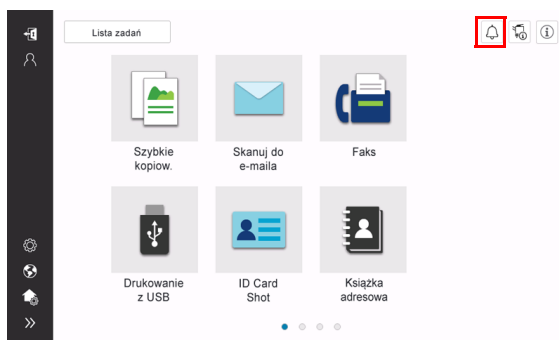 Lista zadań
Szybkie
kopiow.
Skanuj do
e-maila
Faks
Drukowanie
z USB
ID Card
Shot
Książka
adresowa